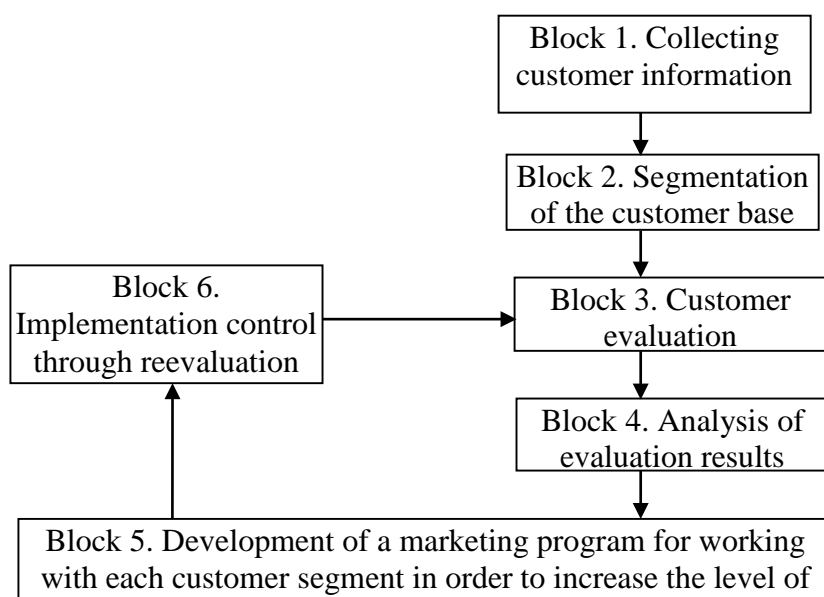 Block 1. Collecting
customer information
Block 2. Segmentation
of the customer base
Block 6.
Implementation control
through reevaluation
Block 3. Customer
evaluation
Block 4. Analysis of
evaluation results
Block 5. Development of a marketing program for working
with each customer segment in order to increase the level of